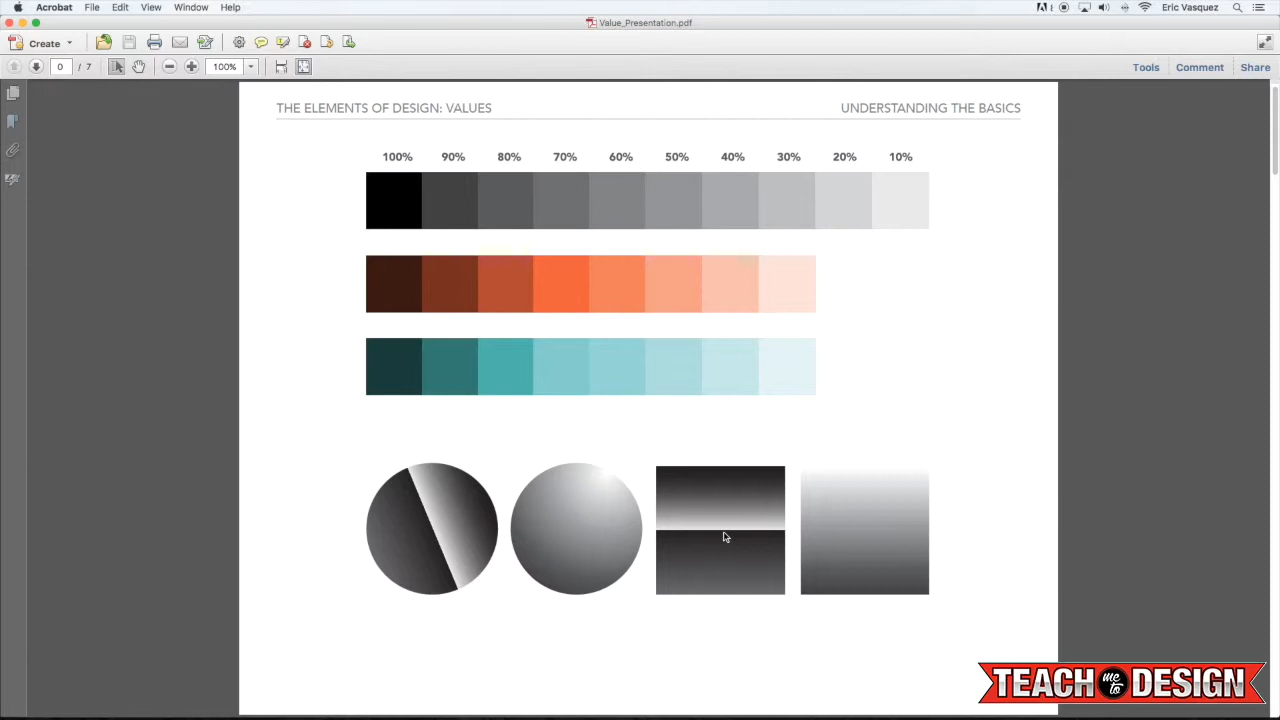 Acrobat File Edit View Window Help Eric Vasquez
Value_Presentation.pdf
Create
0 / 7 100% Tools Comment Share
THE ELEMENTS OF DESIGN: VALUES UNDERSTANDING THE BASICS
100% 90% 80% 70% 60% 50% 40% 30% 20% 10%
TEACH me to DESIGN